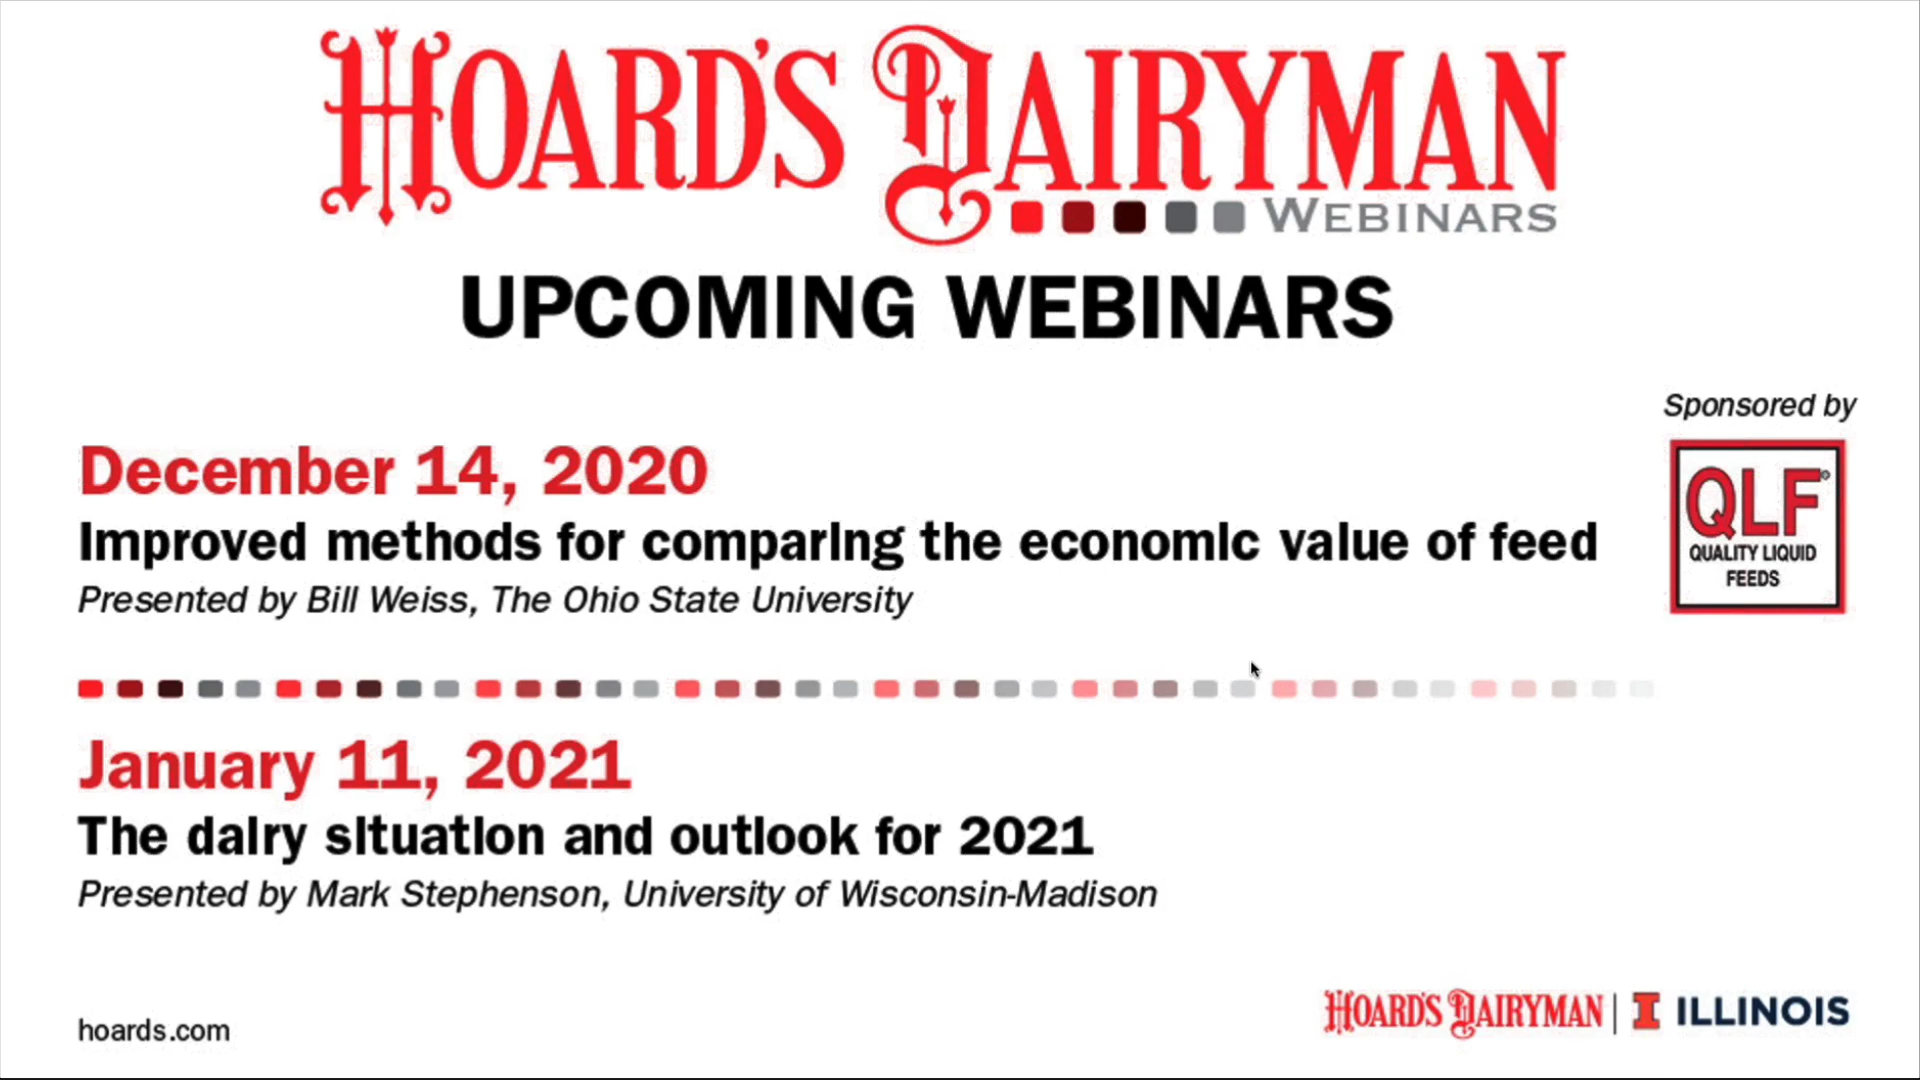 HOARD'S DAIRYMAN
WEBINARS
UPCOMING WEBINARS
December 14, 2020
Improved methods for comparing the economic value of feed
Presented by Bill Weiss, The Ohio State University
Sponsored by
QLF®
QUALITY LIQUID
FEEDS
January 11, 2021
The dairy situation and outlook for 2021
Presented by Mark Stephenson, University of Wisconsin-Madison
hoards.com
HOARD'S DAIRYMAN | I ILLINOIS